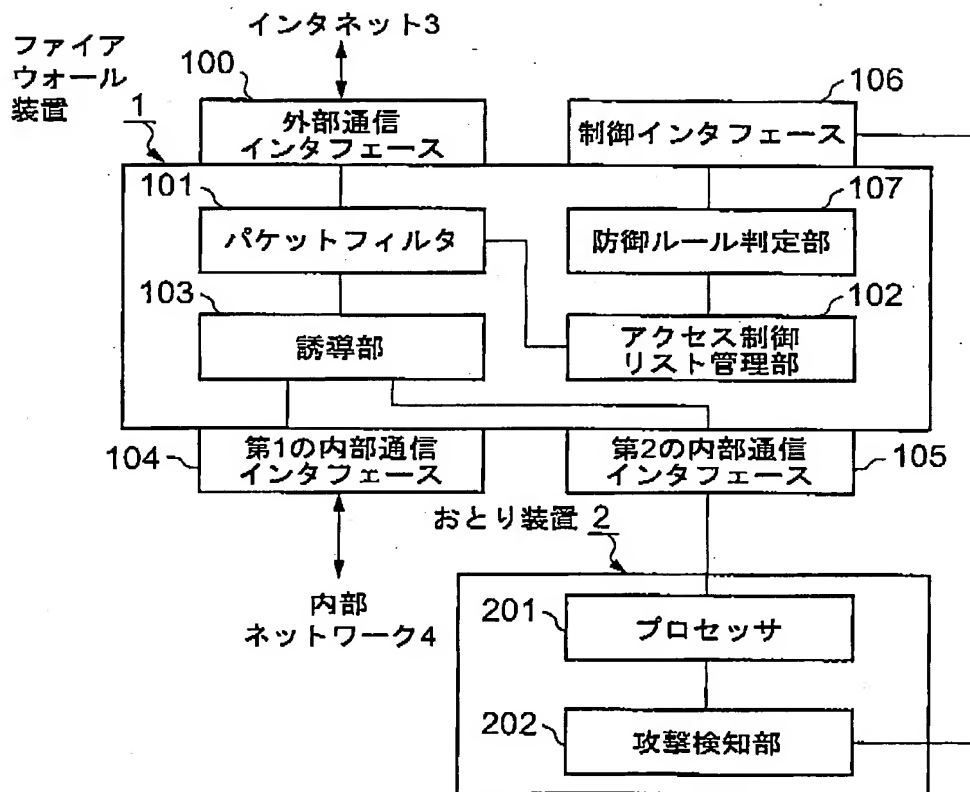 インタネット3
ファイア
ウォール
装置
1
100
外部通信
インタフェース
106
制御インタフェース
101
パケットフィルタ
107
防御ルール判定部
103
誘導部
102
アクセス制御
リスト管理部
104
第1の内部通信
インタフェース
第2の内部通信
インタフェース
105
おとり装置 2
内部
ネットワーク4
201
プロセッサ
202
攻撃検知部